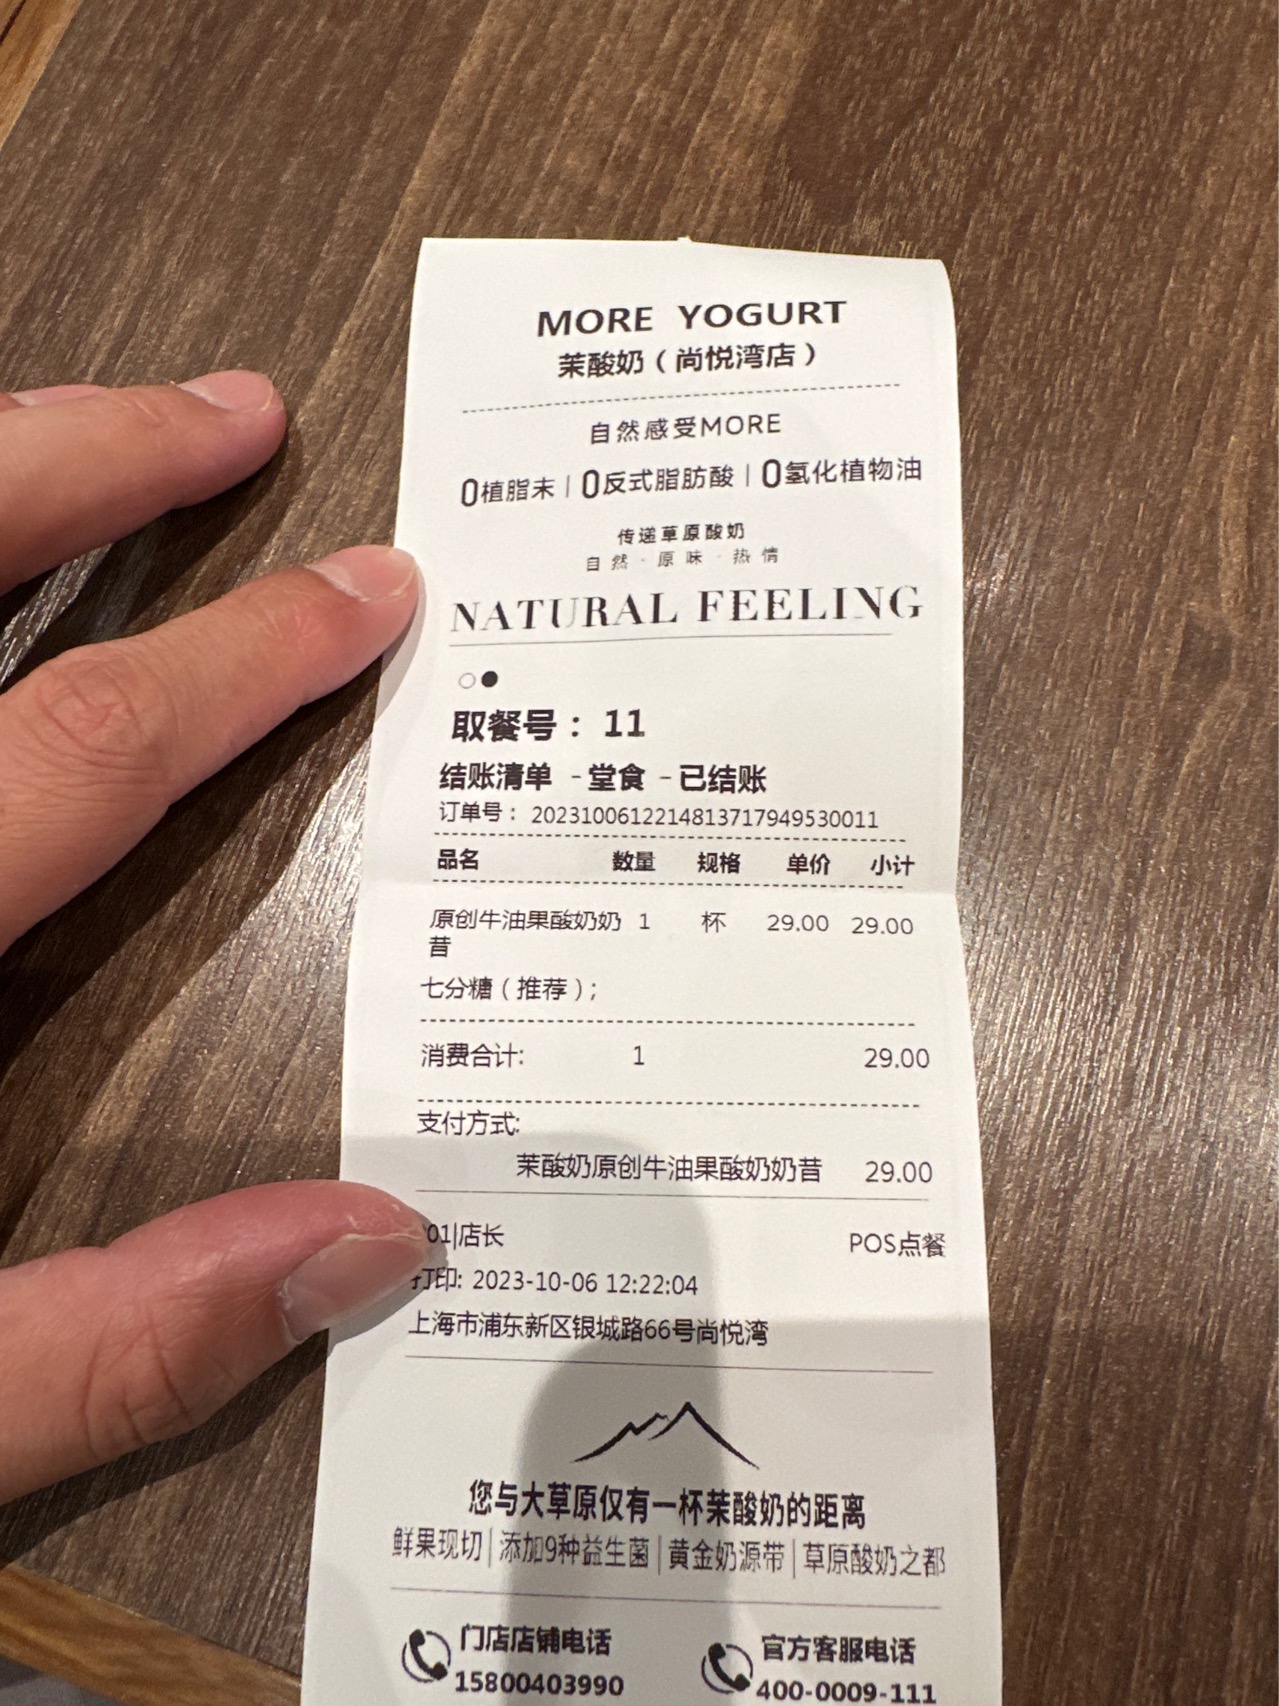 MORE YOGURT
茉酸奶（尚悦湾店）
自然感受MORE
0植脂末｜0反式脂肪酸｜0氢化植物油
传递草原酸奶
自然·原味·热情
NATURAL FEELING
取餐号：11
结账清单 -堂食 -已结账
订单号：20231006122148137179495​30011
品名 数量 规格 单价 小计
原创牛油果酸奶奶 1 杯 29.00 29.00
昔
七分糖（推荐）;
消费合计: 1 29.00
支付方式:
茉酸奶原创牛油果酸奶奶昔 29.00
01|店长 POS点餐
打印: 2023-10-06 12:22:04
上海市浦东新区银城路66号尚悦湾
您与大草原仅有一杯茉酸奶的距离
鲜果现切|添加9种益生菌|黄金奶源带|草原酸奶之都
门店店铺电话 官方客服电话
15800403990 400-0009-111